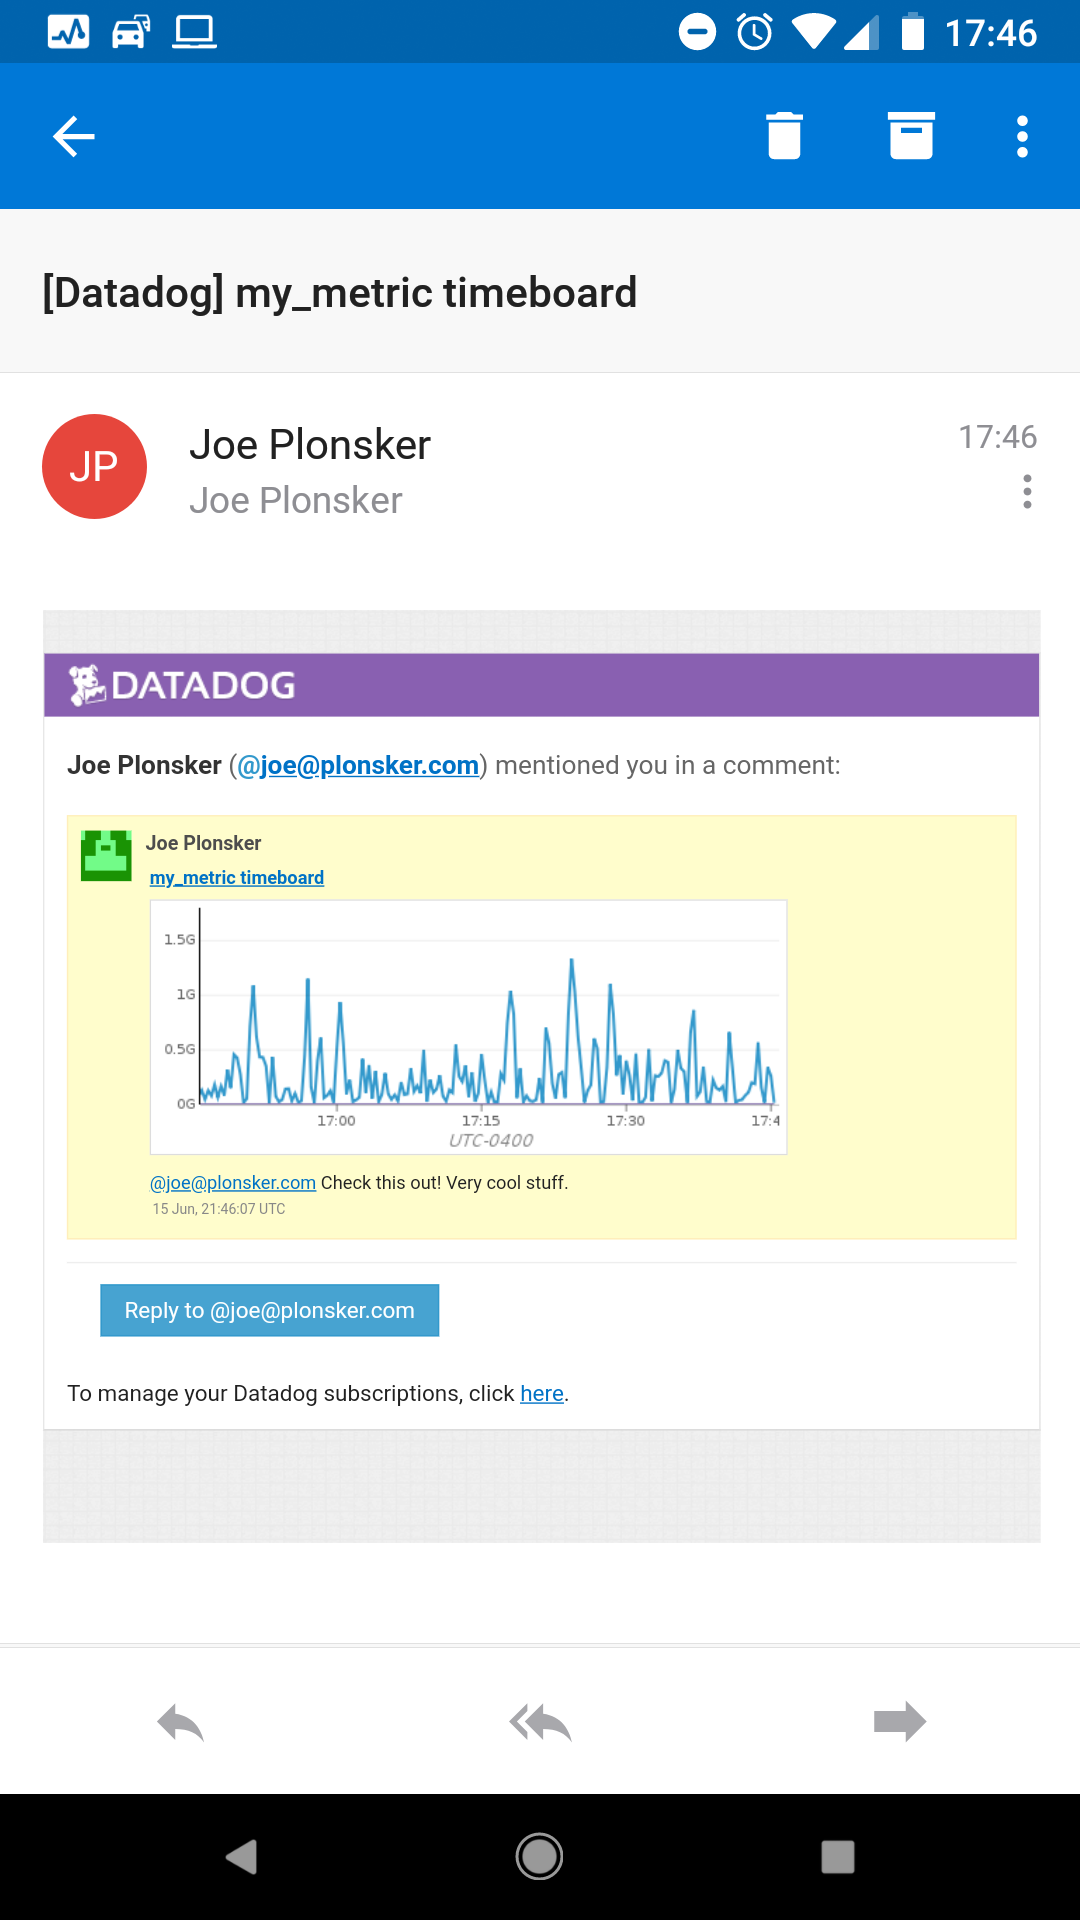 17:46
[Datadog] my_metric timeboard
JP
Joe Plonsker
17:46
Joe Plonsker
DATADOG
Joe Plonsker (@joe@plonsker.com) mentioned you in a comment:
Joe Plonsker
my_metric timeboard
1.5G
1G
0.5G
0G
17:00 17:15 17:30 17:4
UTC-0400
@joe@plonsker.com Check this out! Very cool stuff.
15 Jun, 21:46:07 UTC
Reply to @joe@plonsker.com
To manage your Datadog subscriptions, click here.